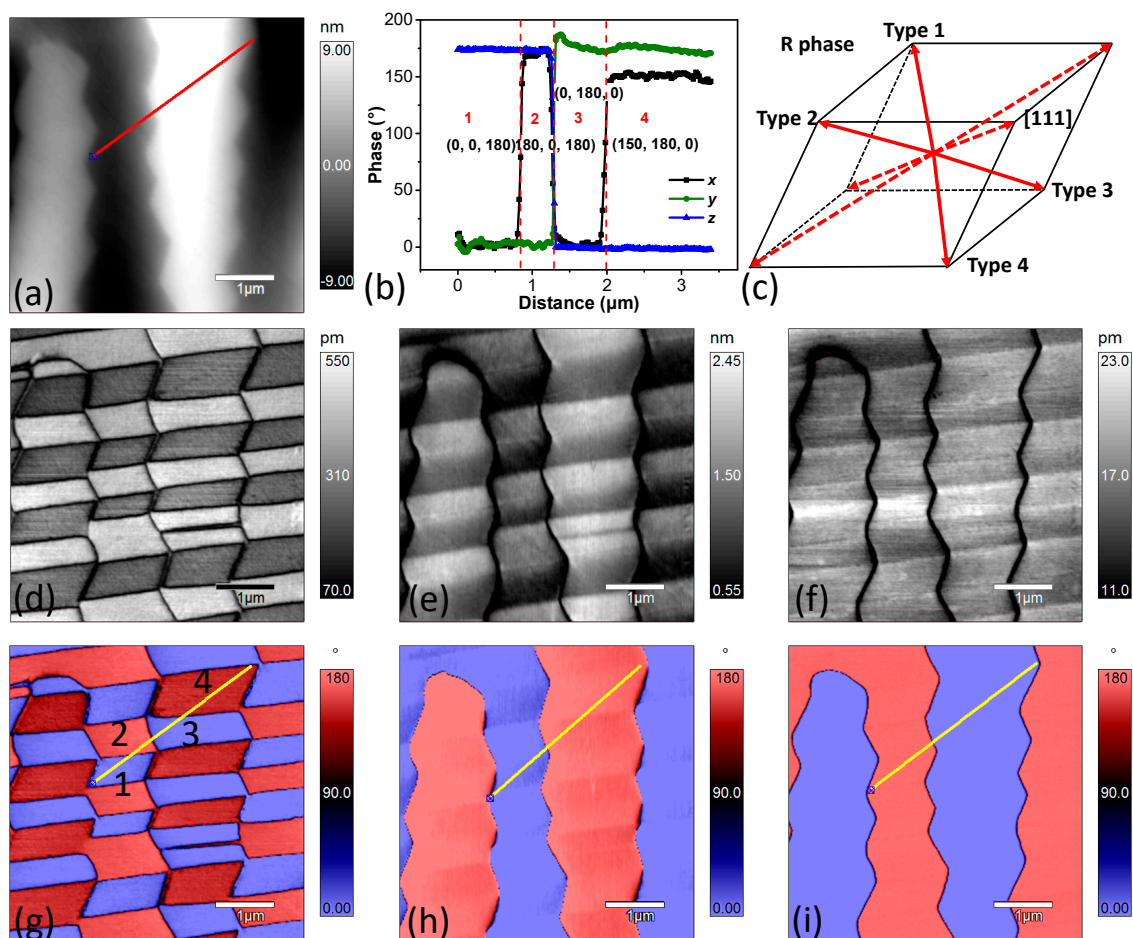 nm
9.00
0.00
-9.00
1µm
(a)
Phase (°)
200
150
100
50
0
(0, 180, 0)
1
2
3
4
(0, 0, 180)
180, 0, 180)
(150, 180, 0)
x
y
z
0
1
2
3
Distance (µm)
(b)
R phase
Type 1
Type 2
[111]
Type 3
Type 4
(c)
pm
550
310
70.0
1µm
(d)
nm
2.45
1.50
0.55
1µm
(e)
pm
23.0
17.0
11.0
1µm
(f)
°
180
90.0
0.00
4
2
3
1
1µm
(g)
°
180
90.0
0.00
1µm
(h)
°
180
90.0
0.00
1µm
(i)